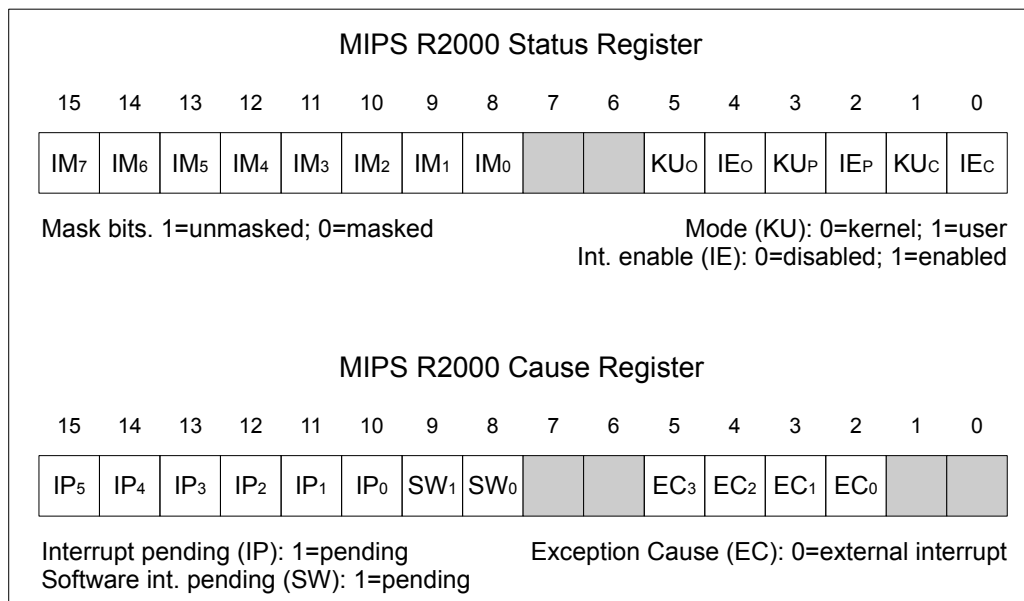 MIPS R2000 Status Register
15 14 13 12 11 10 9 8 7 6 5 4 3 2 1 0
IM7 IM6 IM5 IM4 IM3 IM2 IM1 IM0 KUO IEO KUP IEP KUC IEC
Mask bits. 1=unmasked; 0=masked
Mode (KU): 0=kernel; 1=user
Int. enable (IE): 0=disabled; 1=enabled
MIPS R2000 Cause Register
15 14 13 12 11 10 9 8 7 6 5 4 3 2 1 0
IP5 IP4 IP3 IP2 IP1 IP0 SW1 SW0 EC3 EC2 EC1 EC0
Interrupt pending (IP): 1=pending
Software int. pending (SW): 1=pending
Exception Cause (EC): 0=external interrupt